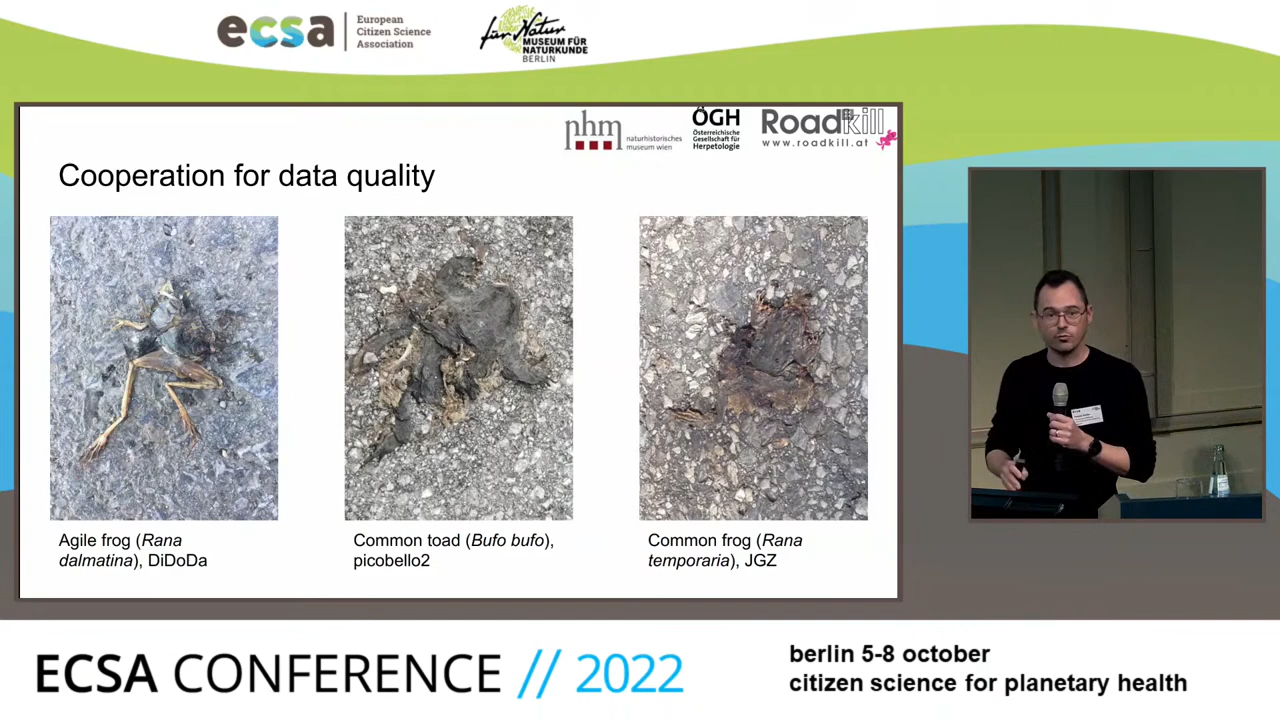 ecsa
European
Citizen Science
Association
für Natur
MUSEUM FÜR
NATURKUNDE
BERLIN
nhm
naturhistorisches
museum wien
ÖGH
Österreichische
Gesellschaft für
Herpetologie
Roadkill
www.roadkill.at
Cooperation for data quality
Agile frog (Rana
dalmatina), DiDoDa
Common toad (Bufo bufo),
picobello2
Common frog (Rana
temporaria), JGZ
ECSA CONFERENCE // 2022
berlin 5-8 october
citizen science for planetary health